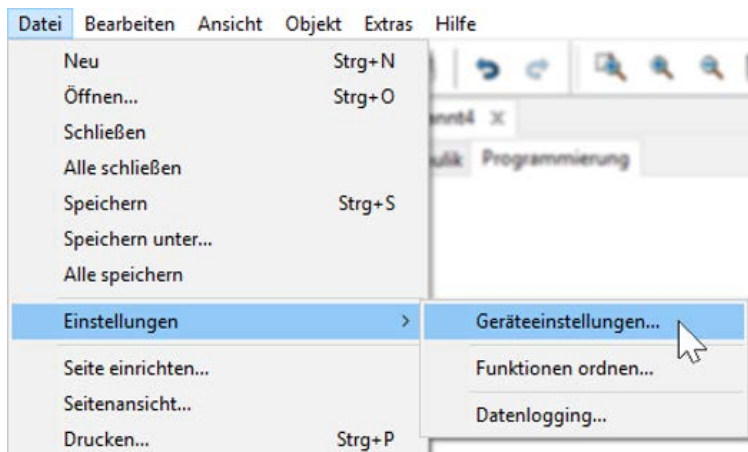 Datei Bearbeiten Ansicht Objekt Extras Hilfe
Neu Strg+N
Öffnen... Strg+O
Schließen
Alle schließen
Speichern Strg+S
Speichern unter...
Alle speichern
Einstellungen >
Seite einrichten...
Seitenansicht...
Drucken... Strg+P
Programmierung
Geräteeinstellungen...
Funktionen ordnen...
Datenlogging...